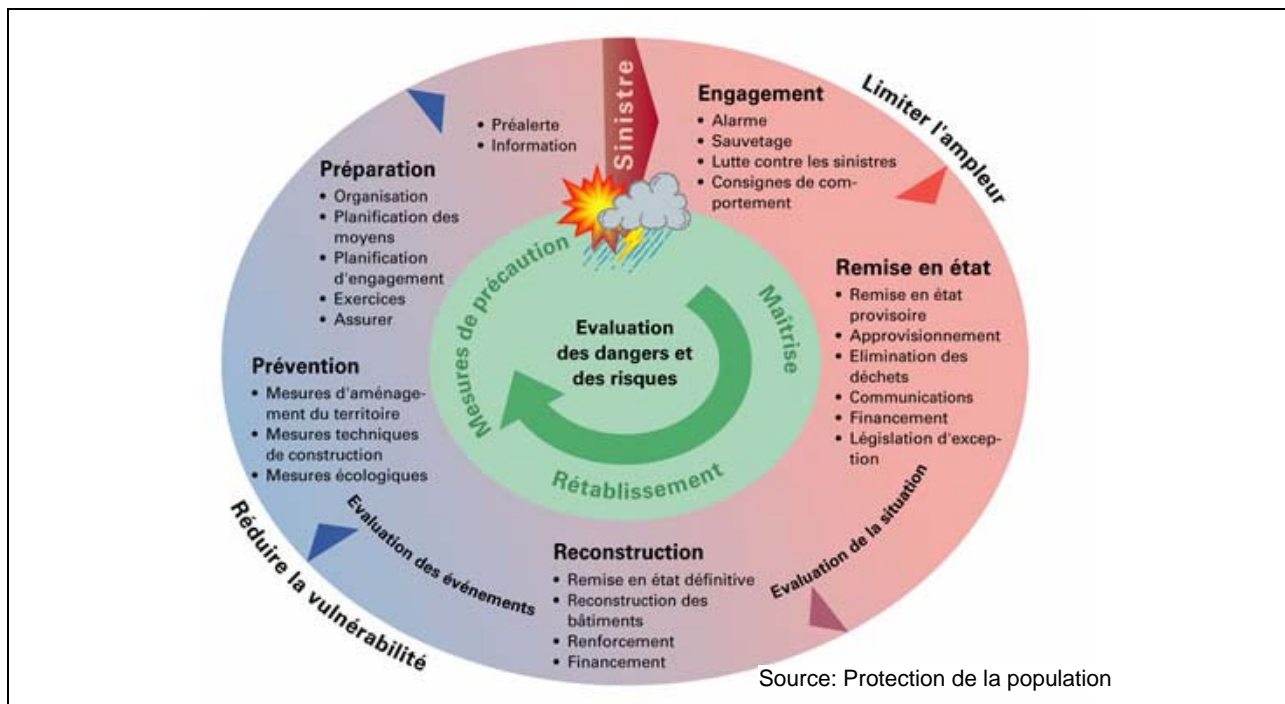 Sinistre
Engagement
• Alarme
• Sauvetage
• Lutte contre les sinistres
• Consignes de com-
portement
Limiter l'ampleur
Remise en état
• Remise en état
provisoire
• Approvisionnement
• Elimination des
déchets
• Communications
• Financement
• Législation d'excep-
tion
Evaluation de la situation
Reconstruction
• Remise en état définitive
• Reconstruction des
bâtiments
• Renforcement
• Financement
Evaluation des événements
Réduire la vulnérabilité
Prévention
• Mesures d'aménage-
ment du territoire
• Mesures techniques
de construction
• Mesures écologiques
Préparation
• Organisation
• Planification des
moyens
• Planification
d'engagement
• Exercices
• Assurer
• Préalerte
• Information
Mesures de précaution
Maîtrise
Rétablissement
Evaluation
des dangers et
des risques
Source: Protection de la population